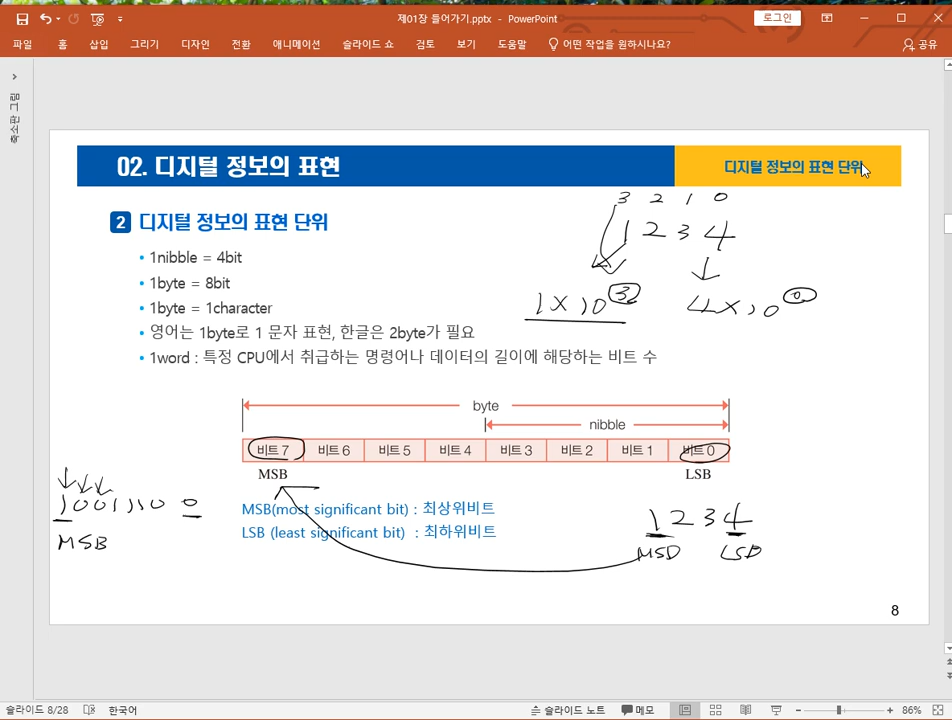 제01장 들어가기.pptx - PowerPoint
로그인
파일 홈 삽입 그리기 디자인 전환 애니메이션 슬라이드 쇼 검토 보기 도움말 어떤 작업을 원하시나요? 공유
축소판 그림
02. 디지털 정보의 표현
디지털 정보의 표현 단위
2 디지털 정보의 표현 단위
3 2 1 0
1 2 3 4
1 x 10 3
4 x 10 0
• 1nibble = 4bit
• 1byte = 8bit
• 1byte = 1character
• 영어는 1byte로 1 문자 표현, 한글은 2byte가 필요
• 1word : 특정 CPU에서 취급하는 명령어나 데이터의 길이에 해당하는 비트 수
byte
nibble
비트 7 비트 6 비트 5 비트 4 비트 3 비트 2 비트 1 비트 0
MSB LSB
1001110 0
MSB
MSB(most significant bit) : 최상위비트
LSB (least significant bit) : 최하위비트
1 2 3 4
MSD LSD
8
슬라이드 8/28 한국어 슬라이드 노트 메모 86%